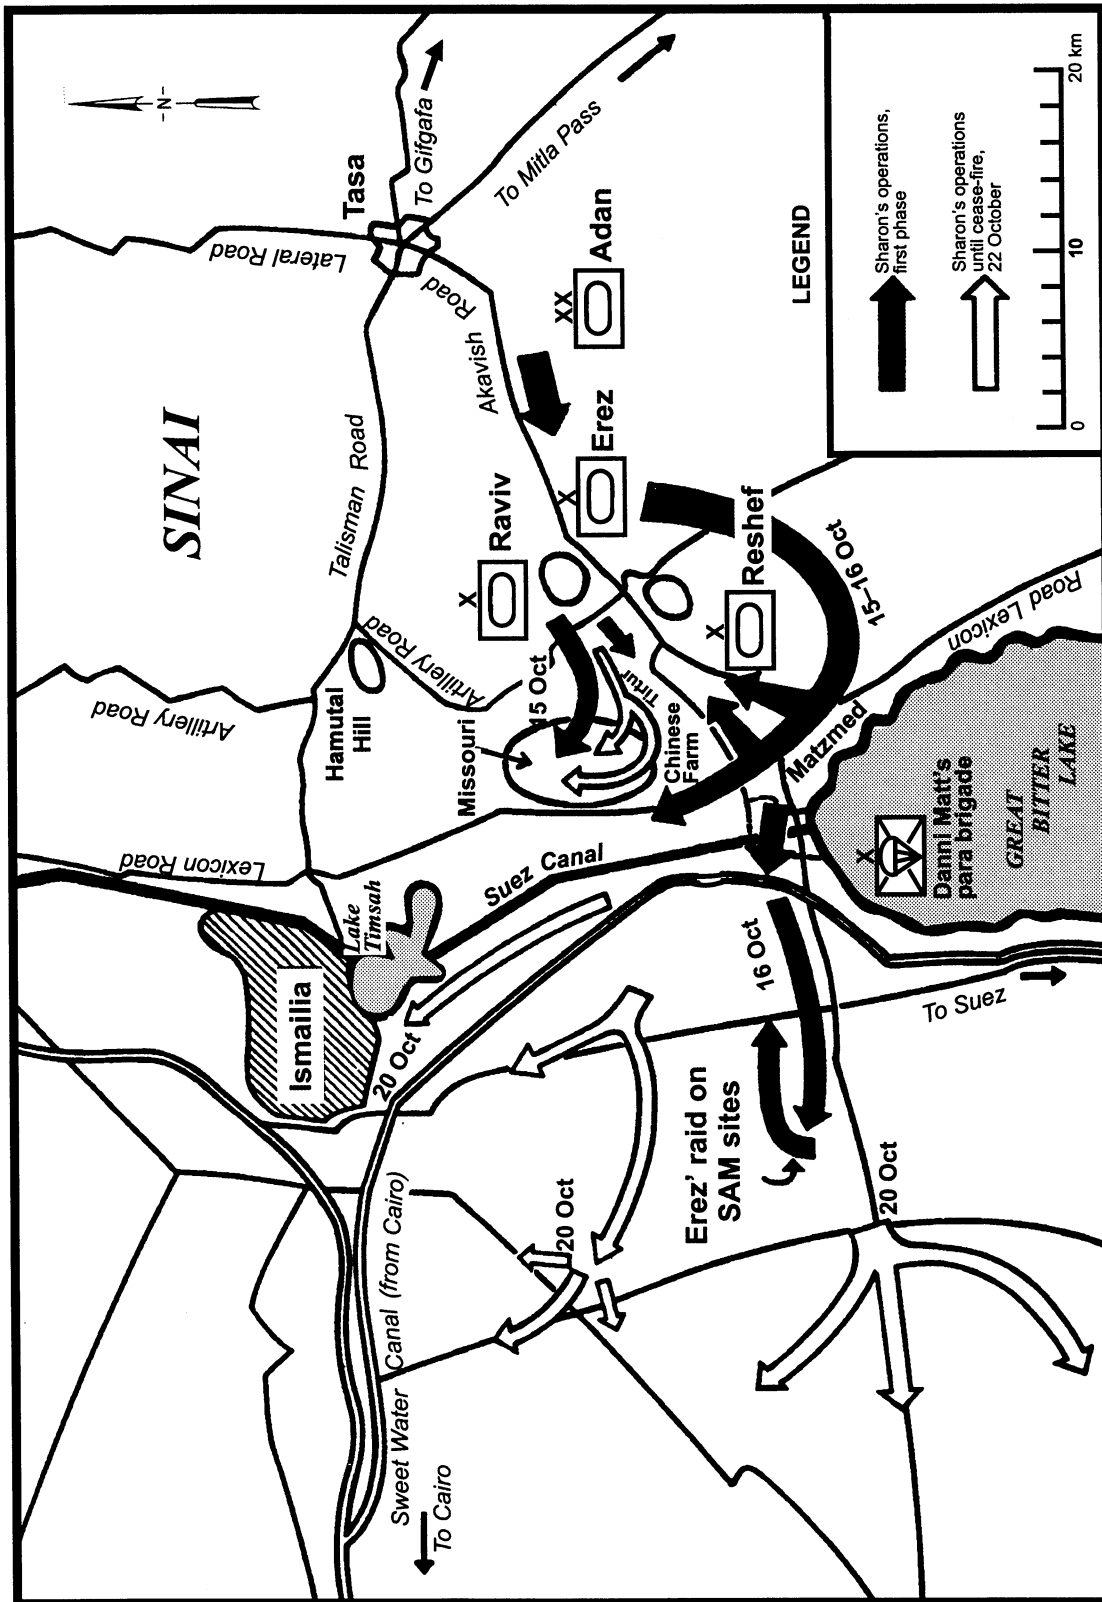 -N-
SINAI
Tasa
To Gifgafa
To Mitla Pass
Lateral Road
Road
Akavish
Talisman Road
Artillery Road
Artillery Road
Hamutal
Hill
Lexicon Road
Lake
Timsah
Ismailia
Suez Canal
Missouri
15 Oct
Tirtur
Chinese
Farm
X
Raviv
X
Erez
XX
Adan
X
Reshef
15–16 Oct
Road Lexicon
Matzmed
X
Danni Matt's
para brigade
GREAT
BITTER
LAKE
16 Oct
To Suez
20 Oct
Erez' raid on
SAM sites
20 Oct
20 Oct
Sweet Water
Canal (from Cairo)
To Cairo
LEGEND
Sharon's operations,
first phase
Sharon's operations
until cease-fire,
22 October
0
10
20 km